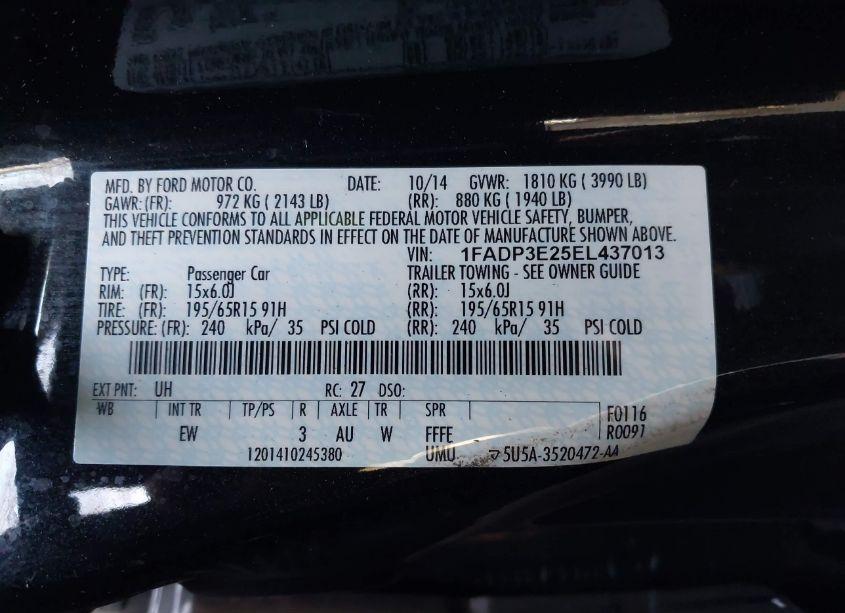 MFD. BY FORD MOTOR CO. DATE: 10/14 GVWR: 1810 KG ( 3990 LB)
GAWR: (FR): 972 KG ( 2143 LB) (RR): 880 KG ( 1940 LB)
THIS VEHICLE CONFORMS TO ALL APPLICABLE FEDERAL MOTOR VEHICLE SAFETY, BUMPER,
AND THEFT PREVENTION STANDARDS IN EFFECT ON THE DATE OF MANUFACTURE SHOWN ABOVE.
VIN: 1FADP3E25EL437013
TYPE: Passenger Car TRAILER TOWING - SEE OWNER GUIDE
RIM: (FR): 15x6.0J (RR): 15x6.0J
TIRE: (FR): 195/65R15 91H (RR): 195/65R15 91H
PRESSURE: (FR): 240 kPa/ 35 PSI COLD (RR): 240 kPa/ 35 PSI COLD
EXT PNT: UH RC: 27 DSO:
WB INT TR TP/PS R AXLE TR SPR F0116
EW 3 AU W FFFE R0091
1201410245380 UMU 5U5A-3520472-AA